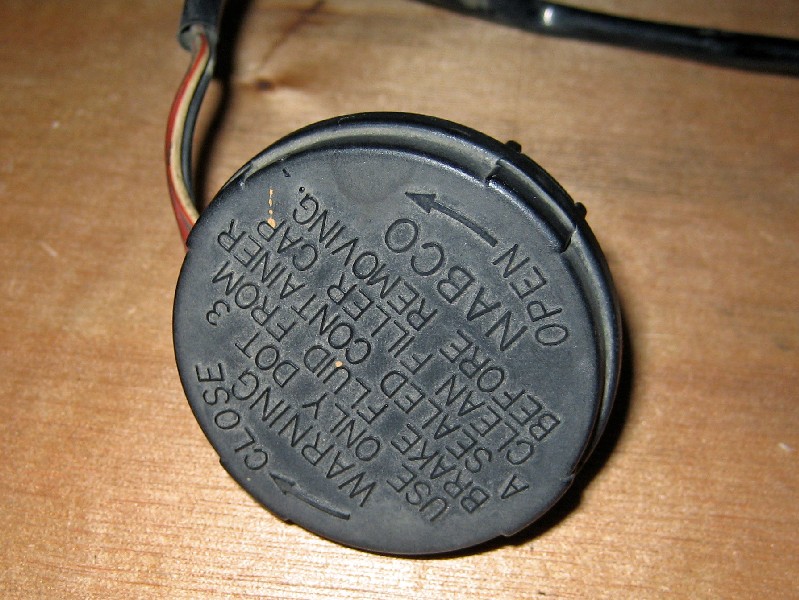 CLOSE
WARNING.
USE ONLY DOT 3
BRAKE FLUID FROM
A SEALED CONTAINER
CLEAN FILLER CAP
BEFORE REMOVING.
NABCO
OPEN